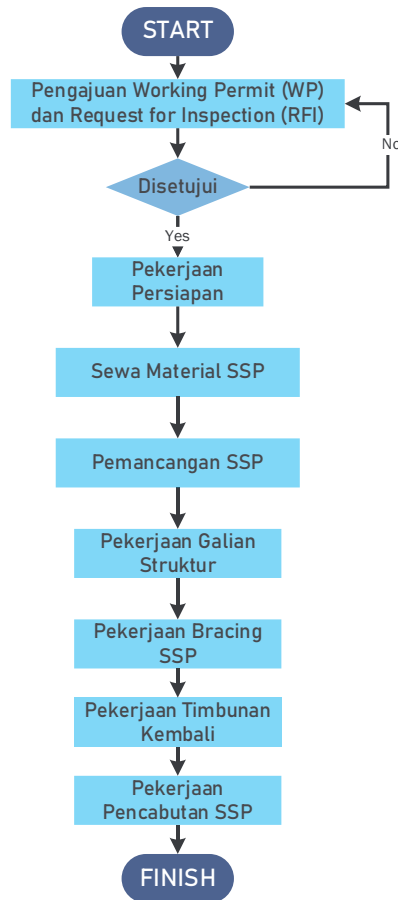 START
Pengajuan Working Permit (WP)
dan Request for Inspection (RFI)
No
Disetujui
Yes
Pekerjaan
Persiapan
Sewa Material SSP
Pemancangan SSP
Pekerjaan Galian
Struktur
Pekerjaan Bracing
SSP
Pekerjaan Timbunan
Kembali
Pekerjaan
Pencabutan SSP
FINISH